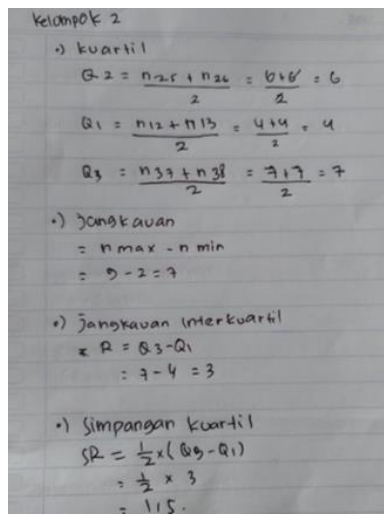 Kelompok 2
•) kuartil
Q2 = n25 + n26 / 2 = 6+6 / 2 = 6
Q1 = n12 + n13 / 2 = 4+4 / 2 = 4
Q3 = n37 + n38 / 2 = 7+7 / 2 = 7
•) Jangkauan
= n max - n min
= 9 - 2 = 7
•) Jangkauan interkuartil
R = Q3 - Q1
= 7 - 4 = 3
•) Simpangan kuartil
SR = 1/2 x (Q3 - Q1)
= 1/2 x 3
= 1,5.